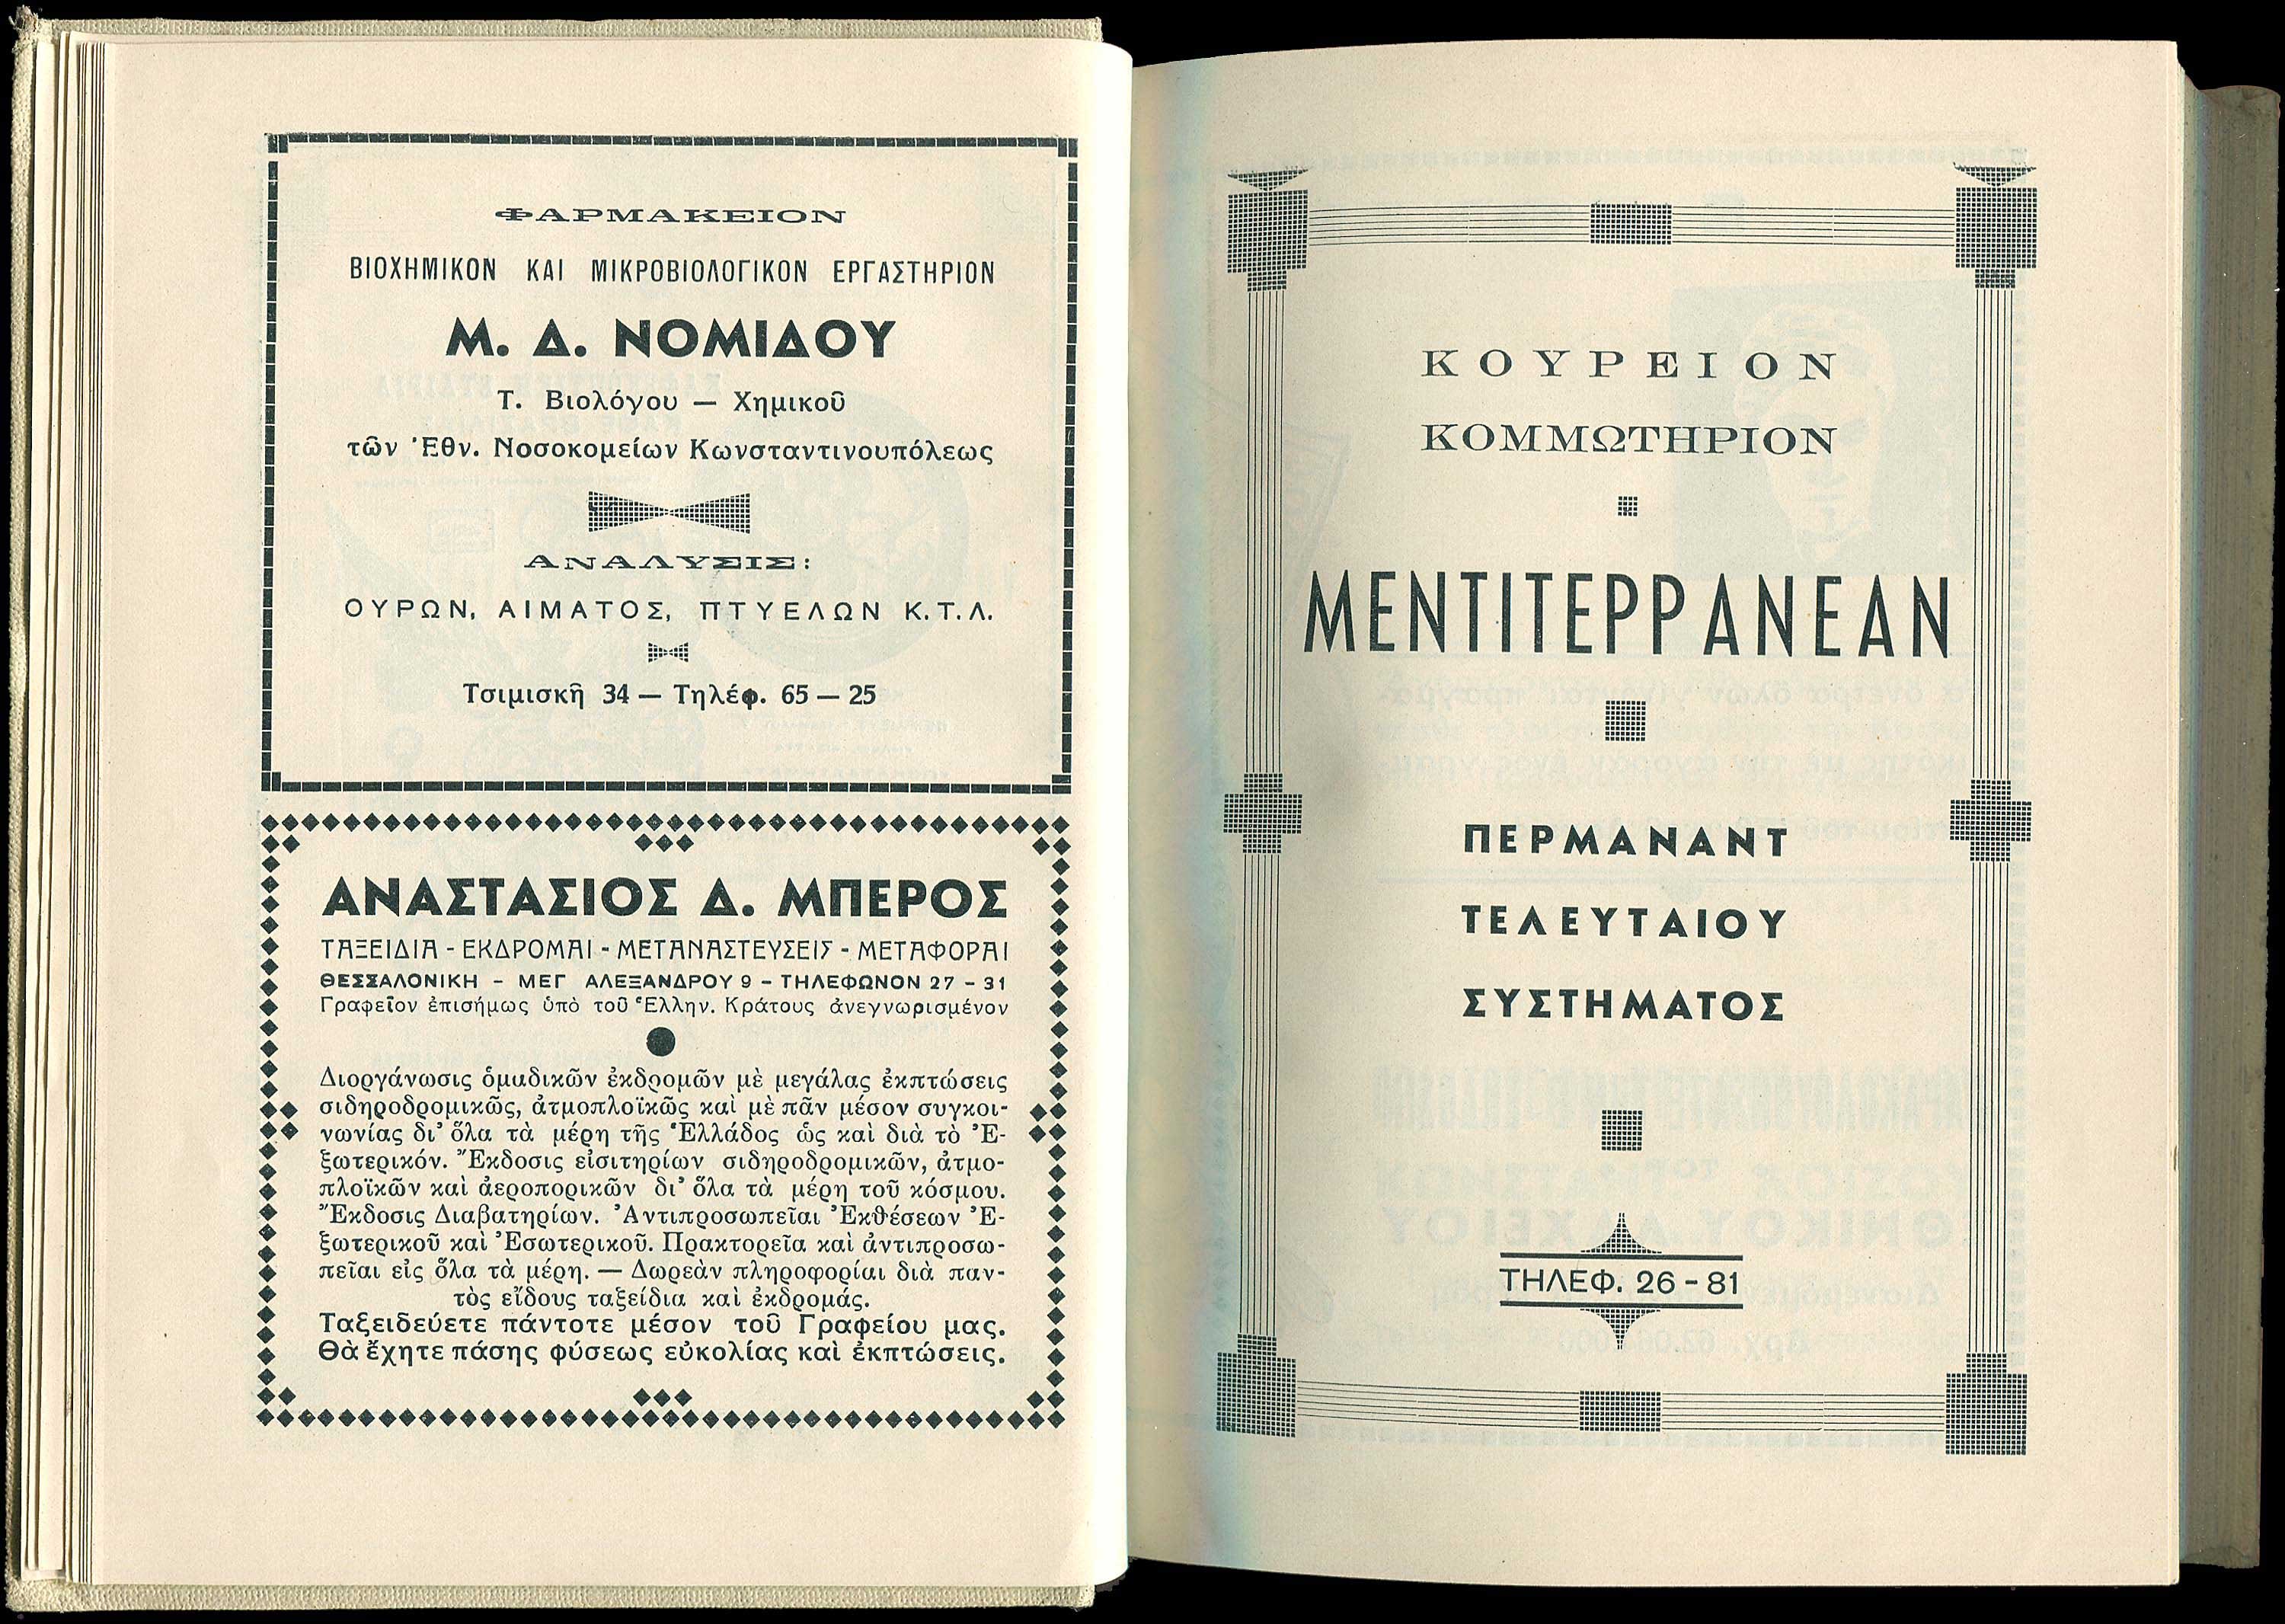 ΦΑΡΜΑΚΕΙΟΝ
ΒΙΟΧΗΜΙΚΟΝ ΚΑΙ ΜΙΚΡΟΒΙΟΛΟΓΙΚΟΝ ΕΡΓΑΣΤΗΡΙΟΝ
Μ. Δ. ΝΟΜΙΔΟΥ
Τ. Βιολόγου — Χημικοῦ
τῶν Ἐθν. Νοσοκομείων Κωνσταντινουπόλεως
ΑΝΑΛΥΣΙΣ:
ΟΥΡΩΝ, ΑΙΜΑΤΟΣ, ΠΤΥΕΛΩΝ Κ.Τ.Λ.
Τσιμισκῆ 34 — Τηλέφ. 65 — 25
ΑΝΑΣΤΑΣΙΟΣ Δ. ΜΠΕΡΟΣ
ΤΑΞΕΙΔΙΑ - ΕΚΔΡΟΜΑΙ - ΜΕΤΑΝΑΣΤΕΥΣΕΙΣ - ΜΕΤΑΦΟΡΑΙ
ΘΕΣΣΑΛΟΝΙΚΗ – ΜΕΓ ΑΛΕΞΑΝΔΡΟΥ 9 – ΤΗΛΕΦΩΝΟΝ 27 – 31
Γραφεῖον ἐπισήμως ὑπὸ τοῦ Ἑλλην. Κράτους ἀνεγνωρισμένον
Διοργάνωσις ὁμαδικῶν ἐκδρομῶν μὲ μεγάλας ἐκπτώσεις
σιδηροδρομικῶς, ἀτμοπλοϊκῶς καὶ μὲ πᾶν μέσον συγκοι-
νωνίας δι' ὅλα τὰ μέρη τῆς Ἑλλάδος ὡς καὶ διὰ τὸ Ἐ-
ξωτερικόν. Ἔκδοσις εἰσιτηρίων σιδηροδρομικῶν, ἀτμο-
πλοϊκῶν καὶ ἀεροπορικῶν δι' ὅλα τὰ μέρη τοῦ κόσμου.
Ἔκδοσις Διαβατηρίων. Ἀντιπροσωπεῖαι Ἐκθέσεων Ἐ-
ξωτερικοῦ καὶ Ἐσωτερικοῦ. Πρακτορεῖα καὶ ἀντιπροσω-
πεῖαι εἰς ὅλα τὰ μέρη. — Δωρεὰν πληροφορίαι διὰ παν-
τὸς εἴδους ταξείδια καὶ ἐκδρομάς.
Ταξειδεύετε πάντοτε μέσον τοῦ Γραφείου μας.
Θὰ ἔχητε πάσης φύσεως εὐκολίας καὶ ἐκπτώσεις.
ΚΟΥΡΕΙΟΝ
ΚΟΜΜΩΤΗΡΙΟΝ
ΜΕΝΤΙΤΕΡΡΑΝΕΑΝ
ΠΕΡΜΑΝΑΝΤ
ΤΕΛΕΥΤΑΙΟΥ
ΣΥΣΤΗΜΑΤΟΣ
ΤΗΛΕΦ. 26 - 81